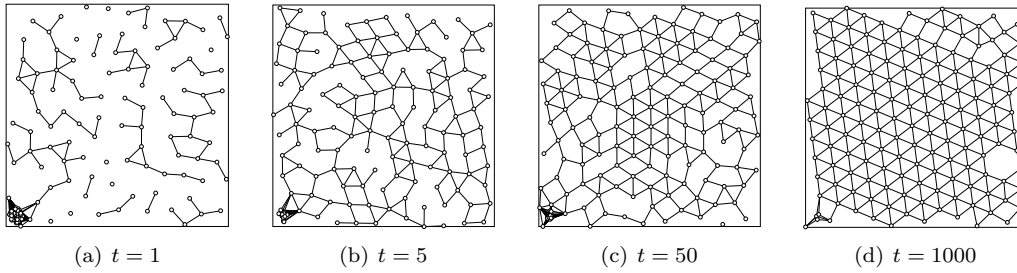 (a) t = 1 (b) t = 5 (c) t = 50 (d) t = 1000